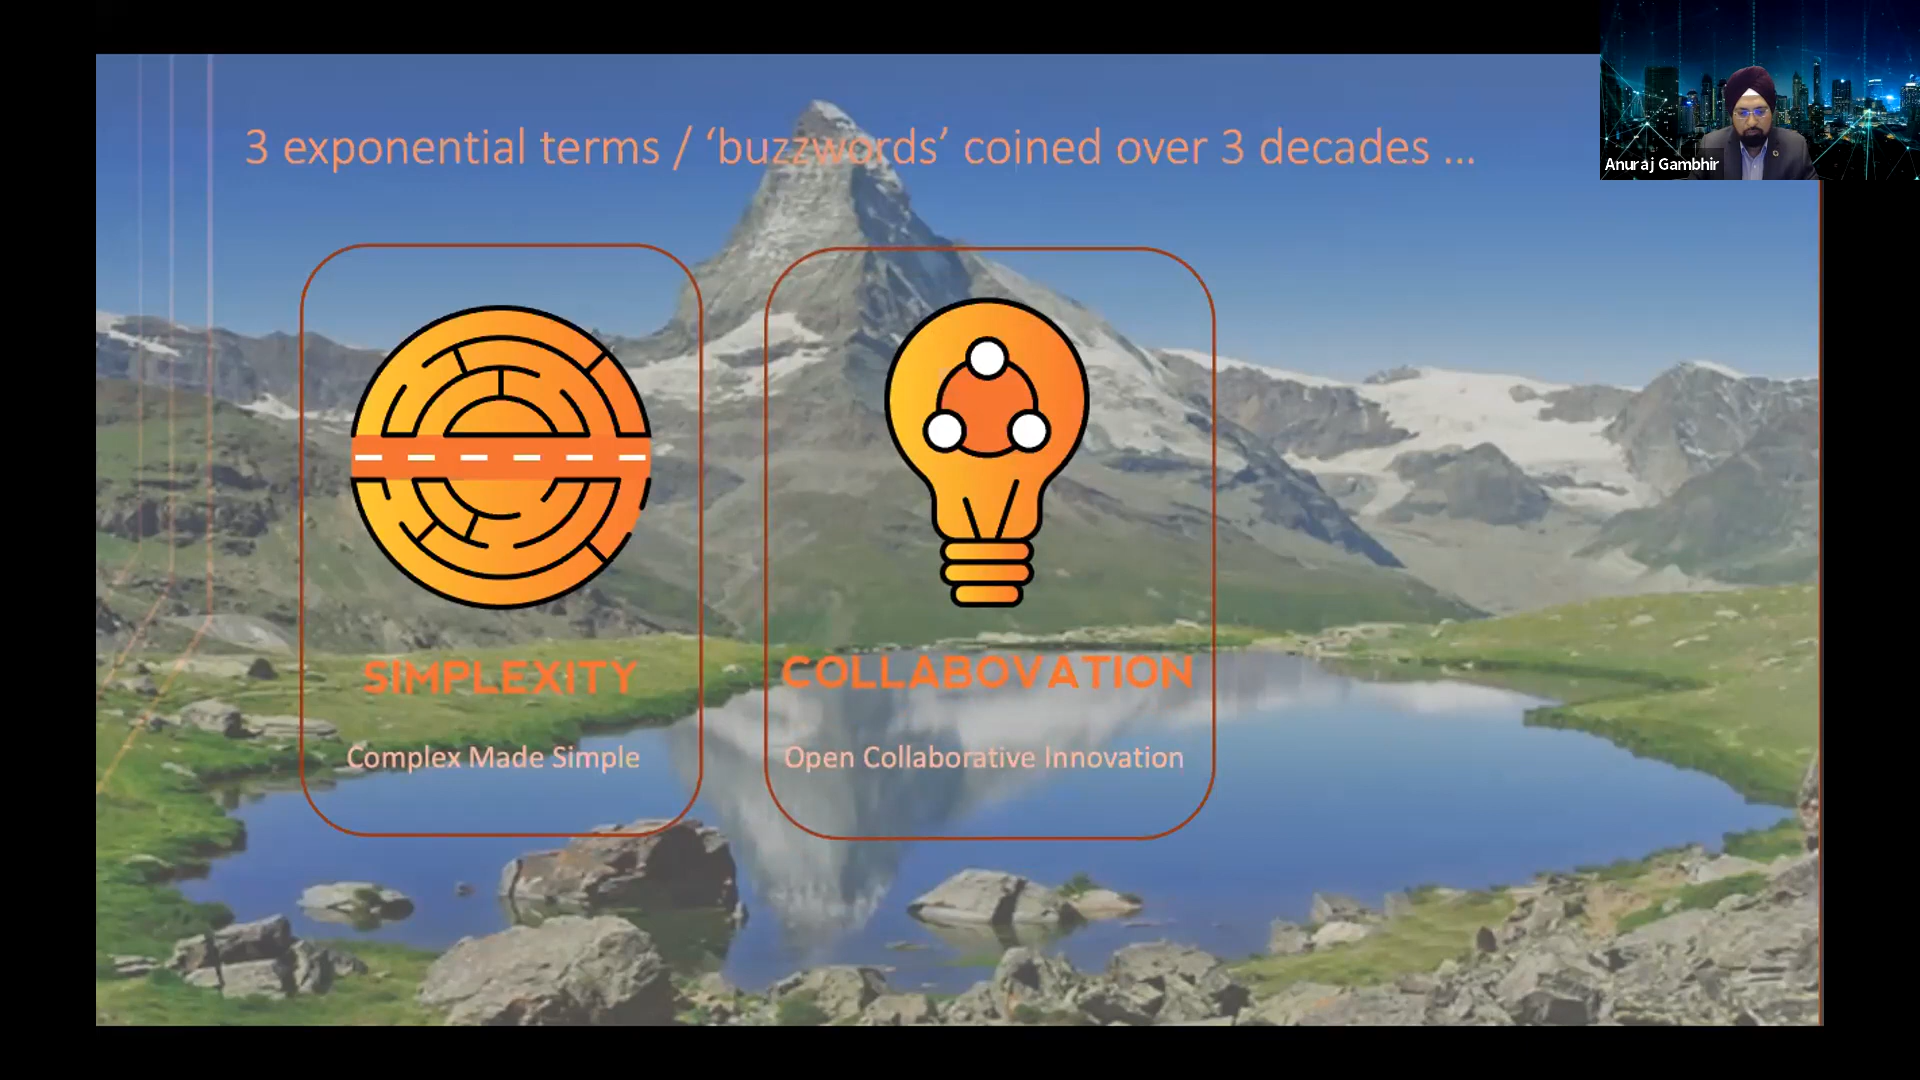 3 exponential terms / ‘buzzwords’ coined over 3 decades ...
Anuraj Gambhir
SIMPLEXITY
Complex Made Simple
COLLABOVATION
Open Collaborative Innovation